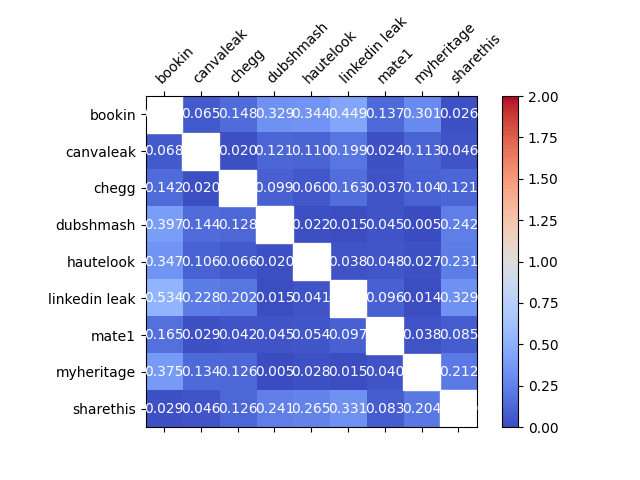 bookin canvaleak chegg dubshmash hautelook linkedin leak mate1 myheritage sharethis
bookin 0.065 0.148 0.329 0.344 0.449 0.137 0.301 0.026
canvaleak 0.068 0.020 0.121 0.110 0.199 0.024 0.113 0.046
chegg 0.142 0.020 0.099 0.060 0.163 0.037 0.104 0.121
dubshmash 0.397 0.144 0.128 0.022 0.015 0.045 0.005 0.242
hautelook 0.347 0.106 0.066 0.020 0.038 0.048 0.027 0.231
linkedin leak 0.534 0.228 0.202 0.015 0.041 0.096 0.014 0.329
mate1 0.165 0.029 0.042 0.045 0.054 0.097 0.038 0.085
myheritage 0.375 0.134 0.126 0.005 0.028 0.015 0.040 0.212
sharethis 0.029 0.046 0.126 0.241 0.265 0.331 0.083 0.204
2.00
1.75
1.50
1.25
1.00
0.75
0.50
0.25
0.00